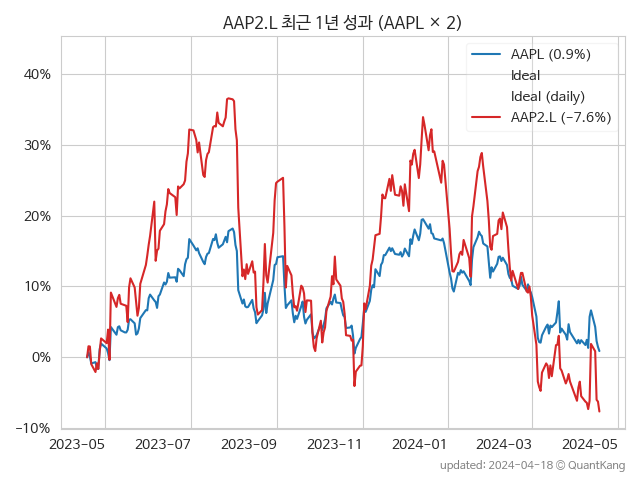 AAP2.L 최근 1년 성과 (AAPL × 2)
AAPL (0.9%)
Ideal
Ideal (daily)
AAP2.L (−7.6%)
40%
30%
20%
10%
0%
−10%
2023−05 2023−07 2023−09 2023−11 2024−01 2024−03 2024−05
updated: 2024−04−18 © QuantKang